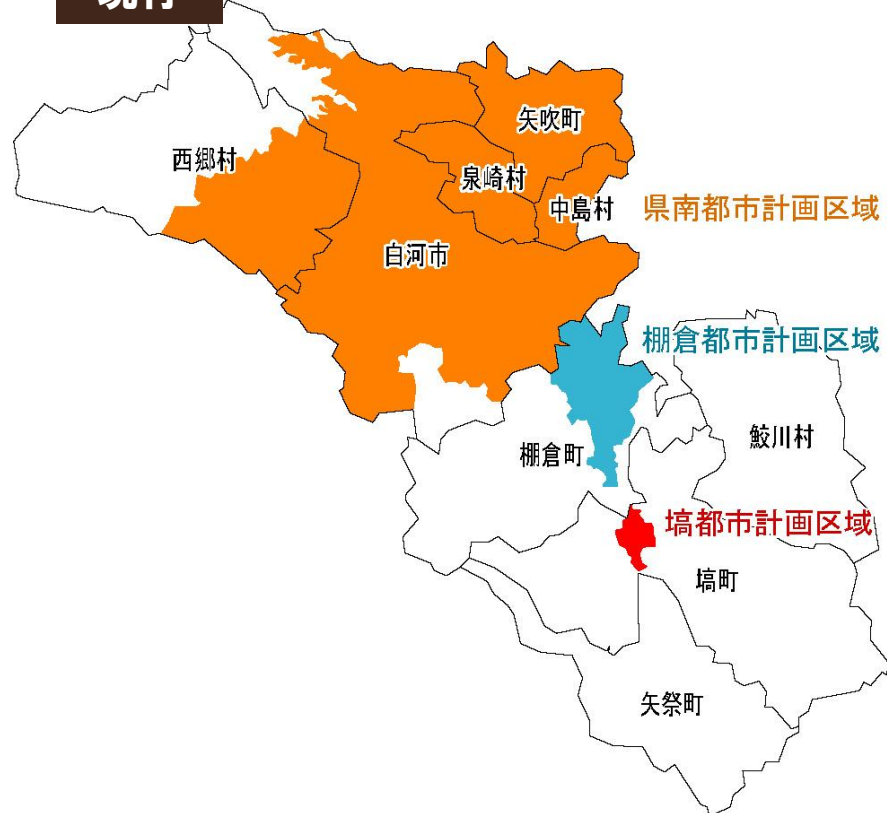 現行
矢吹町
西郷村
泉崎村
中島村
県南都市計画区域
白河市
棚倉都市計画区域
鮫川村
棚倉町
塙都市計画区域
塙町
矢祭町